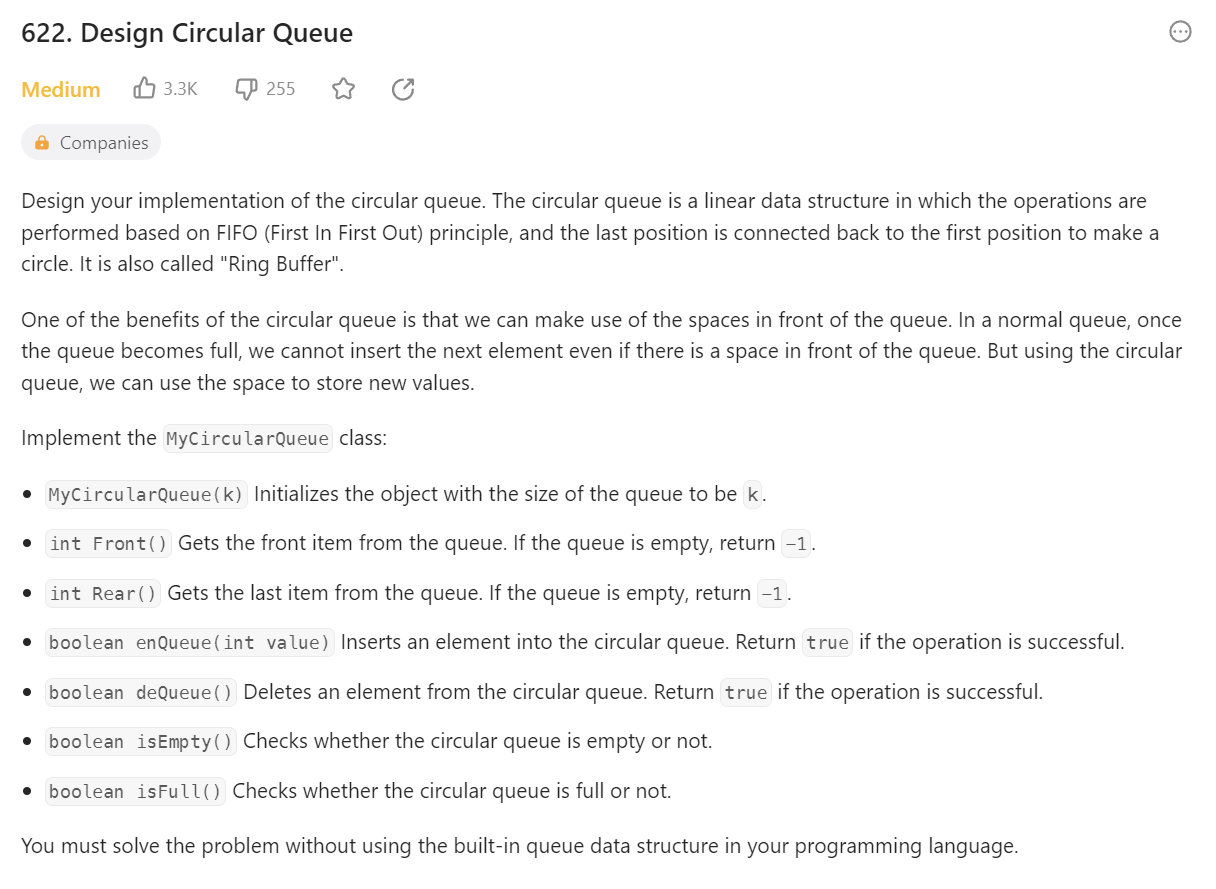 622. Design Circular Queue
Medium 3.3K 255
Companies
Design your implementation of the circular queue. The circular queue is a linear data structure in which the operations are
performed based on FIFO (First In First Out) principle, and the last position is connected back to the first position to make a
circle. It is also called "Ring Buffer".
One of the benefits of the circular queue is that we can make use of the spaces in front of the queue. In a normal queue, once
the queue becomes full, we cannot insert the next element even if there is a space in front of the queue. But using the circular
queue, we can use the space to store new values.
Implement the MyCircularQueue class:
• MyCircularQueue(k) Initializes the object with the size of the queue to be k.
• int Front() Gets the front item from the queue. If the queue is empty, return -1.
• int Rear() Gets the last item from the queue. If the queue is empty, return -1.
• boolean enQueue(int value) Inserts an element into the circular queue. Return true if the operation is successful.
• boolean deQueue() Deletes an element from the circular queue. Return true if the operation is successful.
• boolean isEmpty() Checks whether the circular queue is empty or not.
• boolean isFull() Checks whether the circular queue is full or not.
You must solve the problem without using the built-in queue data structure in your programming language.